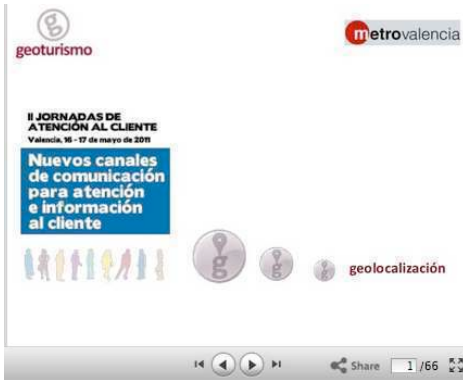 geoturismo
metrovalencia
II JORNADAS DE
ATENCIÓN AL CLIENTE
Valencia, 16 - 17 de mayo de 2011
Nuevos canales
de comunicación
para atención
e información
al cliente
geolocalización
Share 1 /66